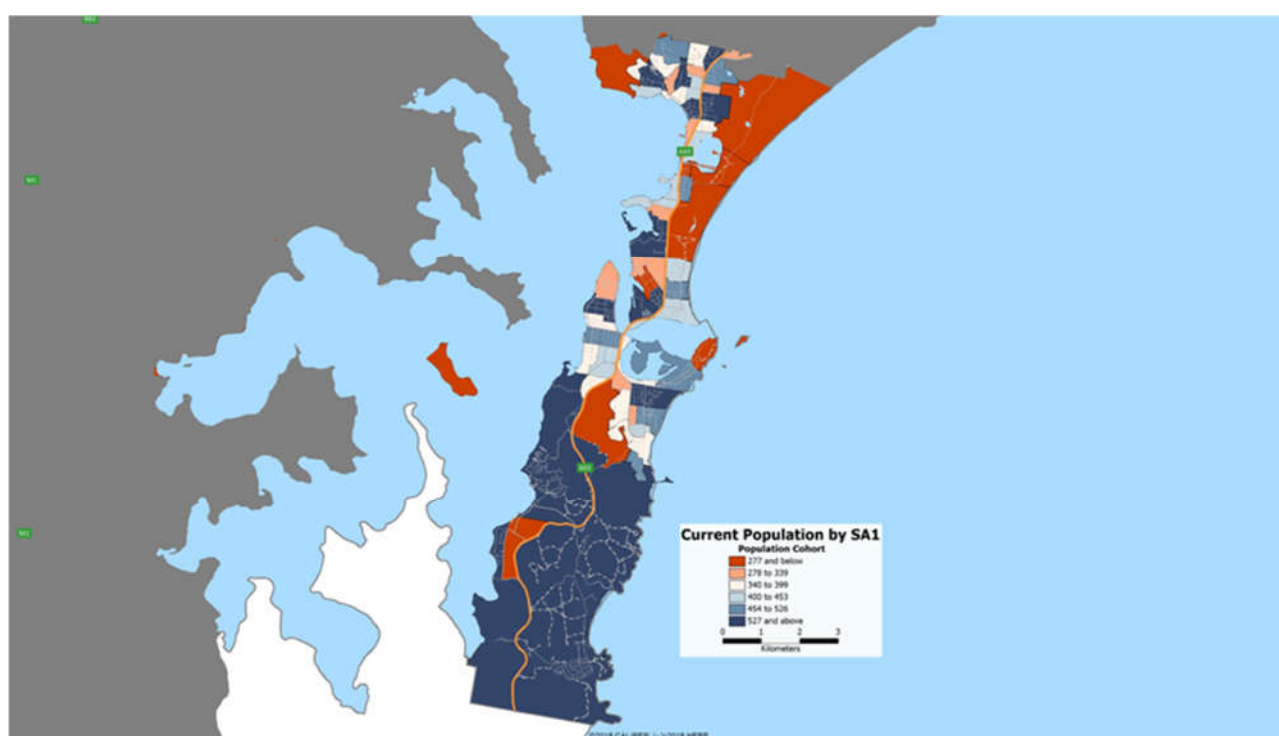 Current Population by SA1
Population Cohort
277 and below
278 to 339
340 to 399
400 to 453
454 to 526
527 and above
0 1 2 3
Kilometers